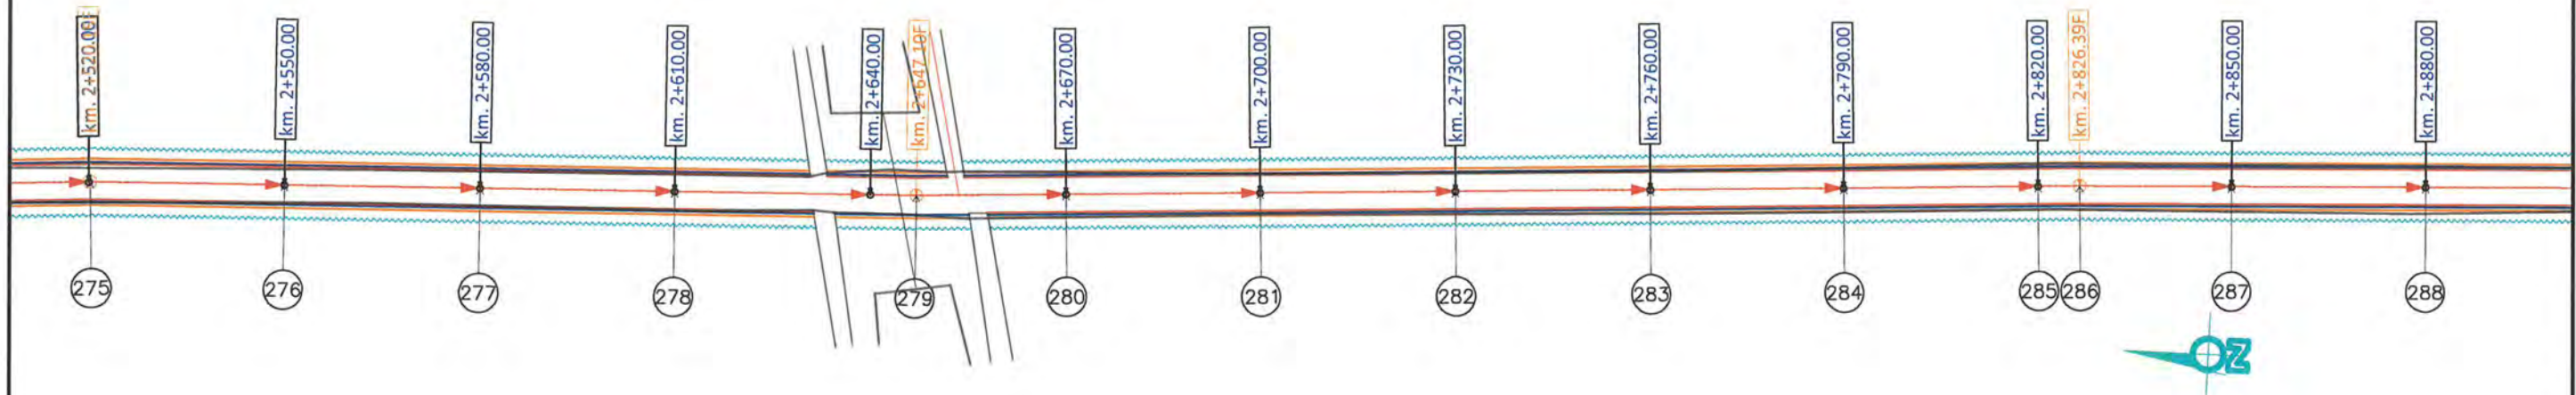 km. 2+520.00F
km. 2+550.00
km. 2+580.00
km. 2+610.00
km. 2+640.00
km. 2+647.10F
km. 2+670.00
km. 2+700.00
km. 2+730.00
km. 2+760.00
km. 2+790.00
km. 2+820.00
km. 2+826.39F
km. 2+850.00
km. 2+880.00
275
276
277
278
279
280
281
282
283
284
285
286
287
288
N